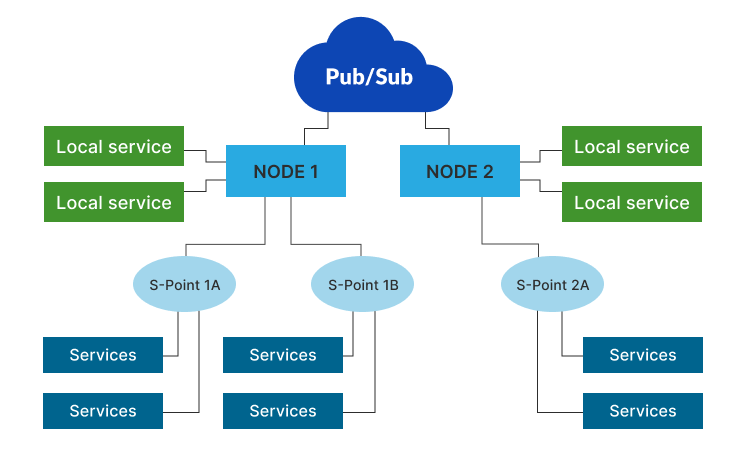 Pub/Sub
Local service
Local service
NODE 1
NODE 2
Local service
Local service
S-Point 1A
S-Point 1B
S-Point 2A
Services
Services
Services
Services
Services
Services